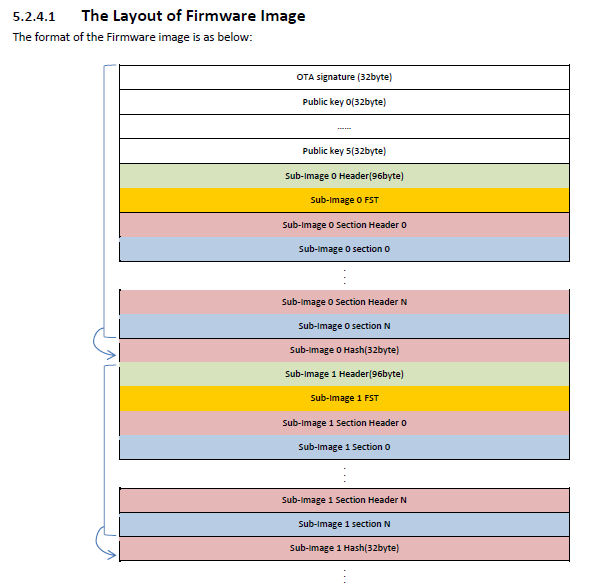 5.2.4.1 The Layout of Firmware Image
The format of the Firmware image is as below:
OTA signature (32byte)
Public key 0(32byte)
......
Public key 5(32byte)
Sub-Image 0 Header(96byte)
Sub-Image 0 FST
Sub-Image 0 Section Header 0
Sub-Image 0 section 0
Sub-Image 0 Section Header N
Sub-Image 0 section N
Sub-Image 0 Hash(32byte)
Sub-Image 1 Header(96byte)
Sub-Image 1 FST
Sub-Image 1 Section Header 0
Sub-Image 1 Section 0
Sub-Image 1 Section Header N
Sub-Image 1 section N
Sub-Image 1 Hash(32byte)